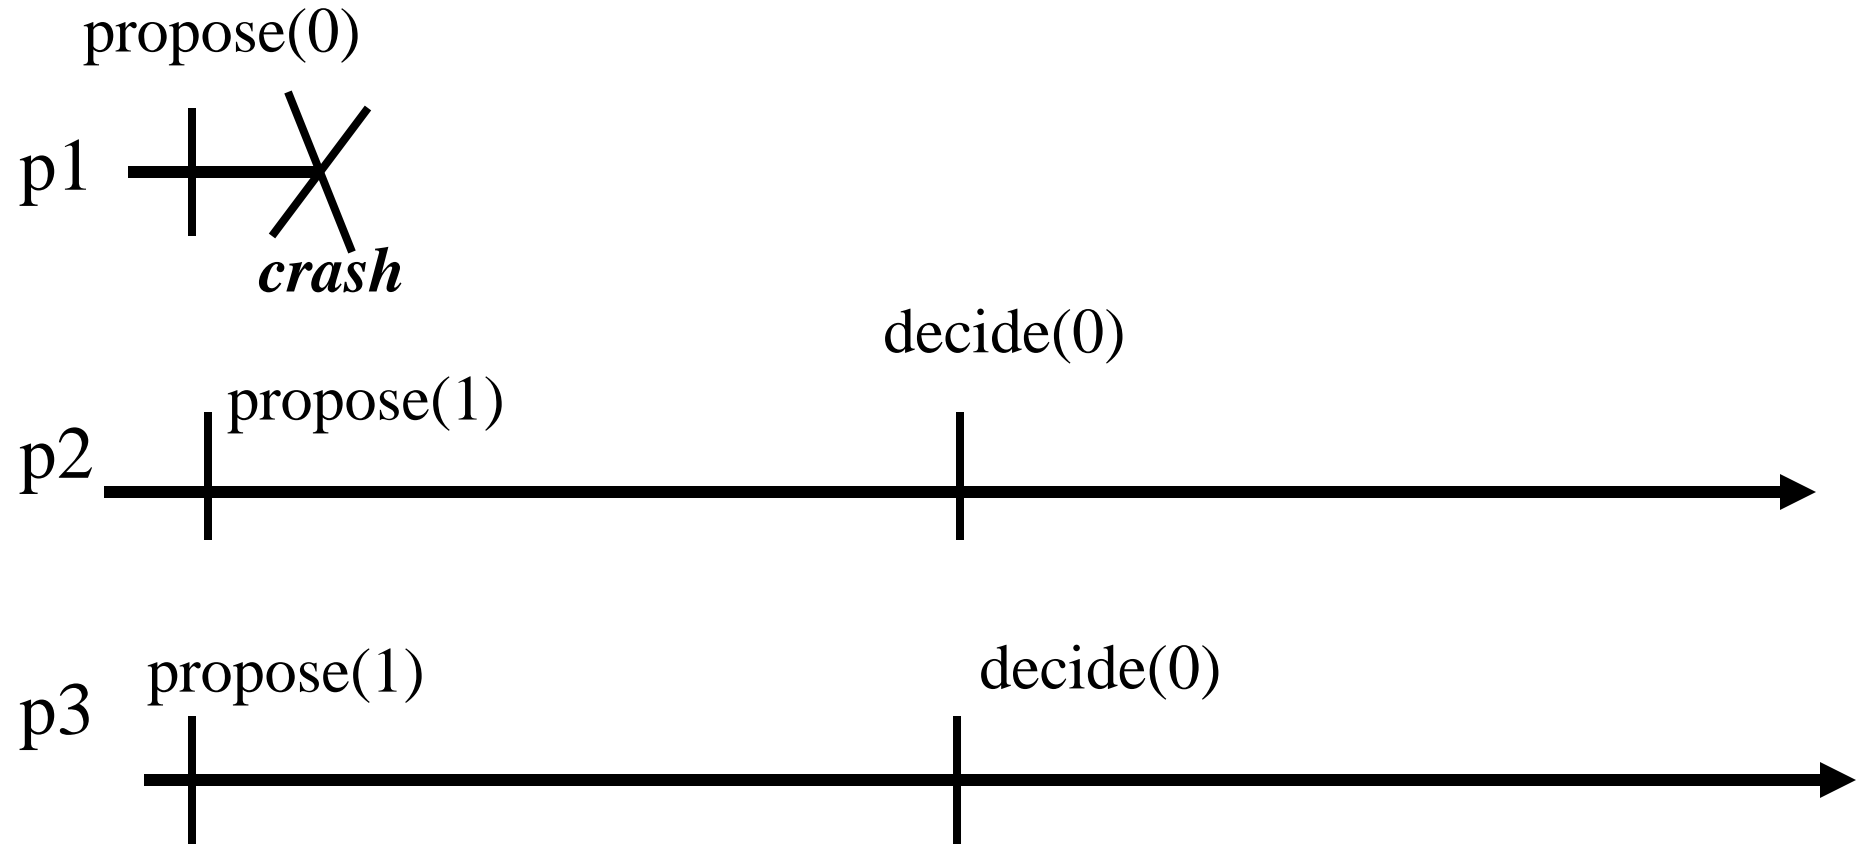 propose(0)
p1
crash
decide(0)
propose(1)
p2
propose(1)
decide(0)
p3